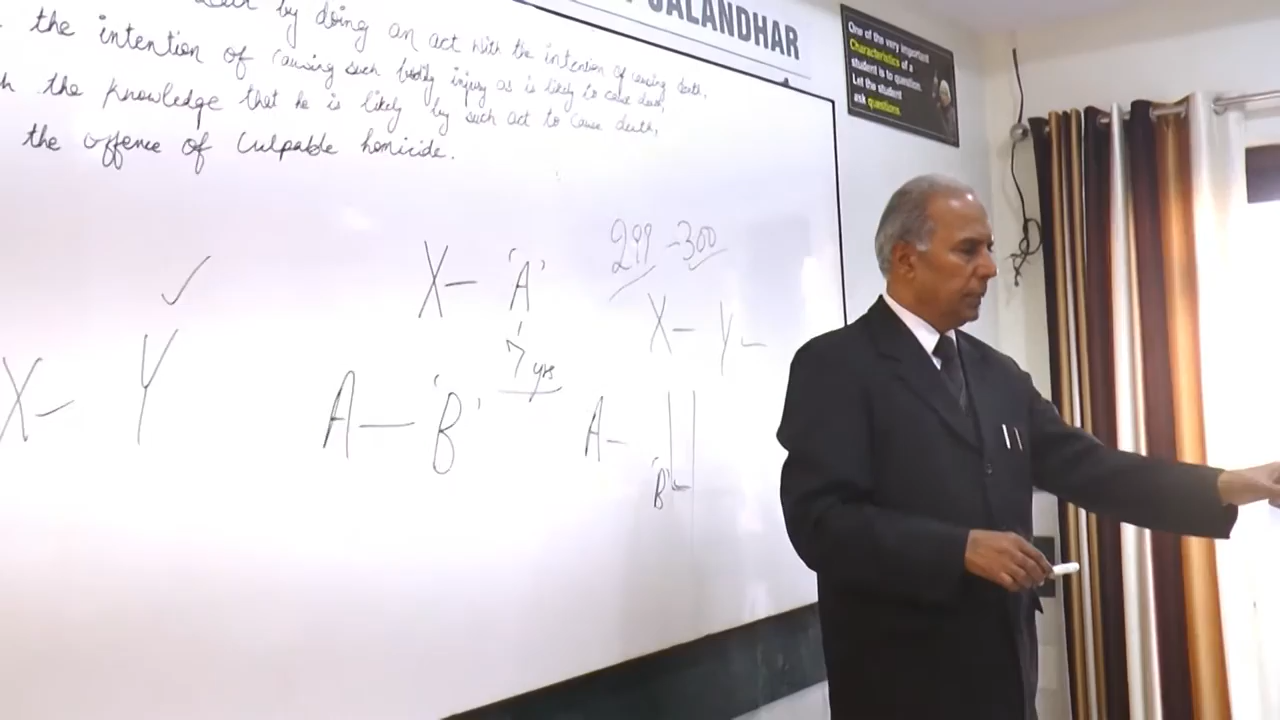 JALANDHAR
by doing an act with the intention of causing death,
the intention of causing such bodily injury as is likely to cause death,
the knowledge that he is likely by such act to cause death,
the offence of Culpable homicide.
One of the very important
Characteristics of a
student is to question.
Let the student
ask questions.
299 - 300
X - 'A'
7 yrs
X - Y -
X - Y
A - 'B'
A -
'B'